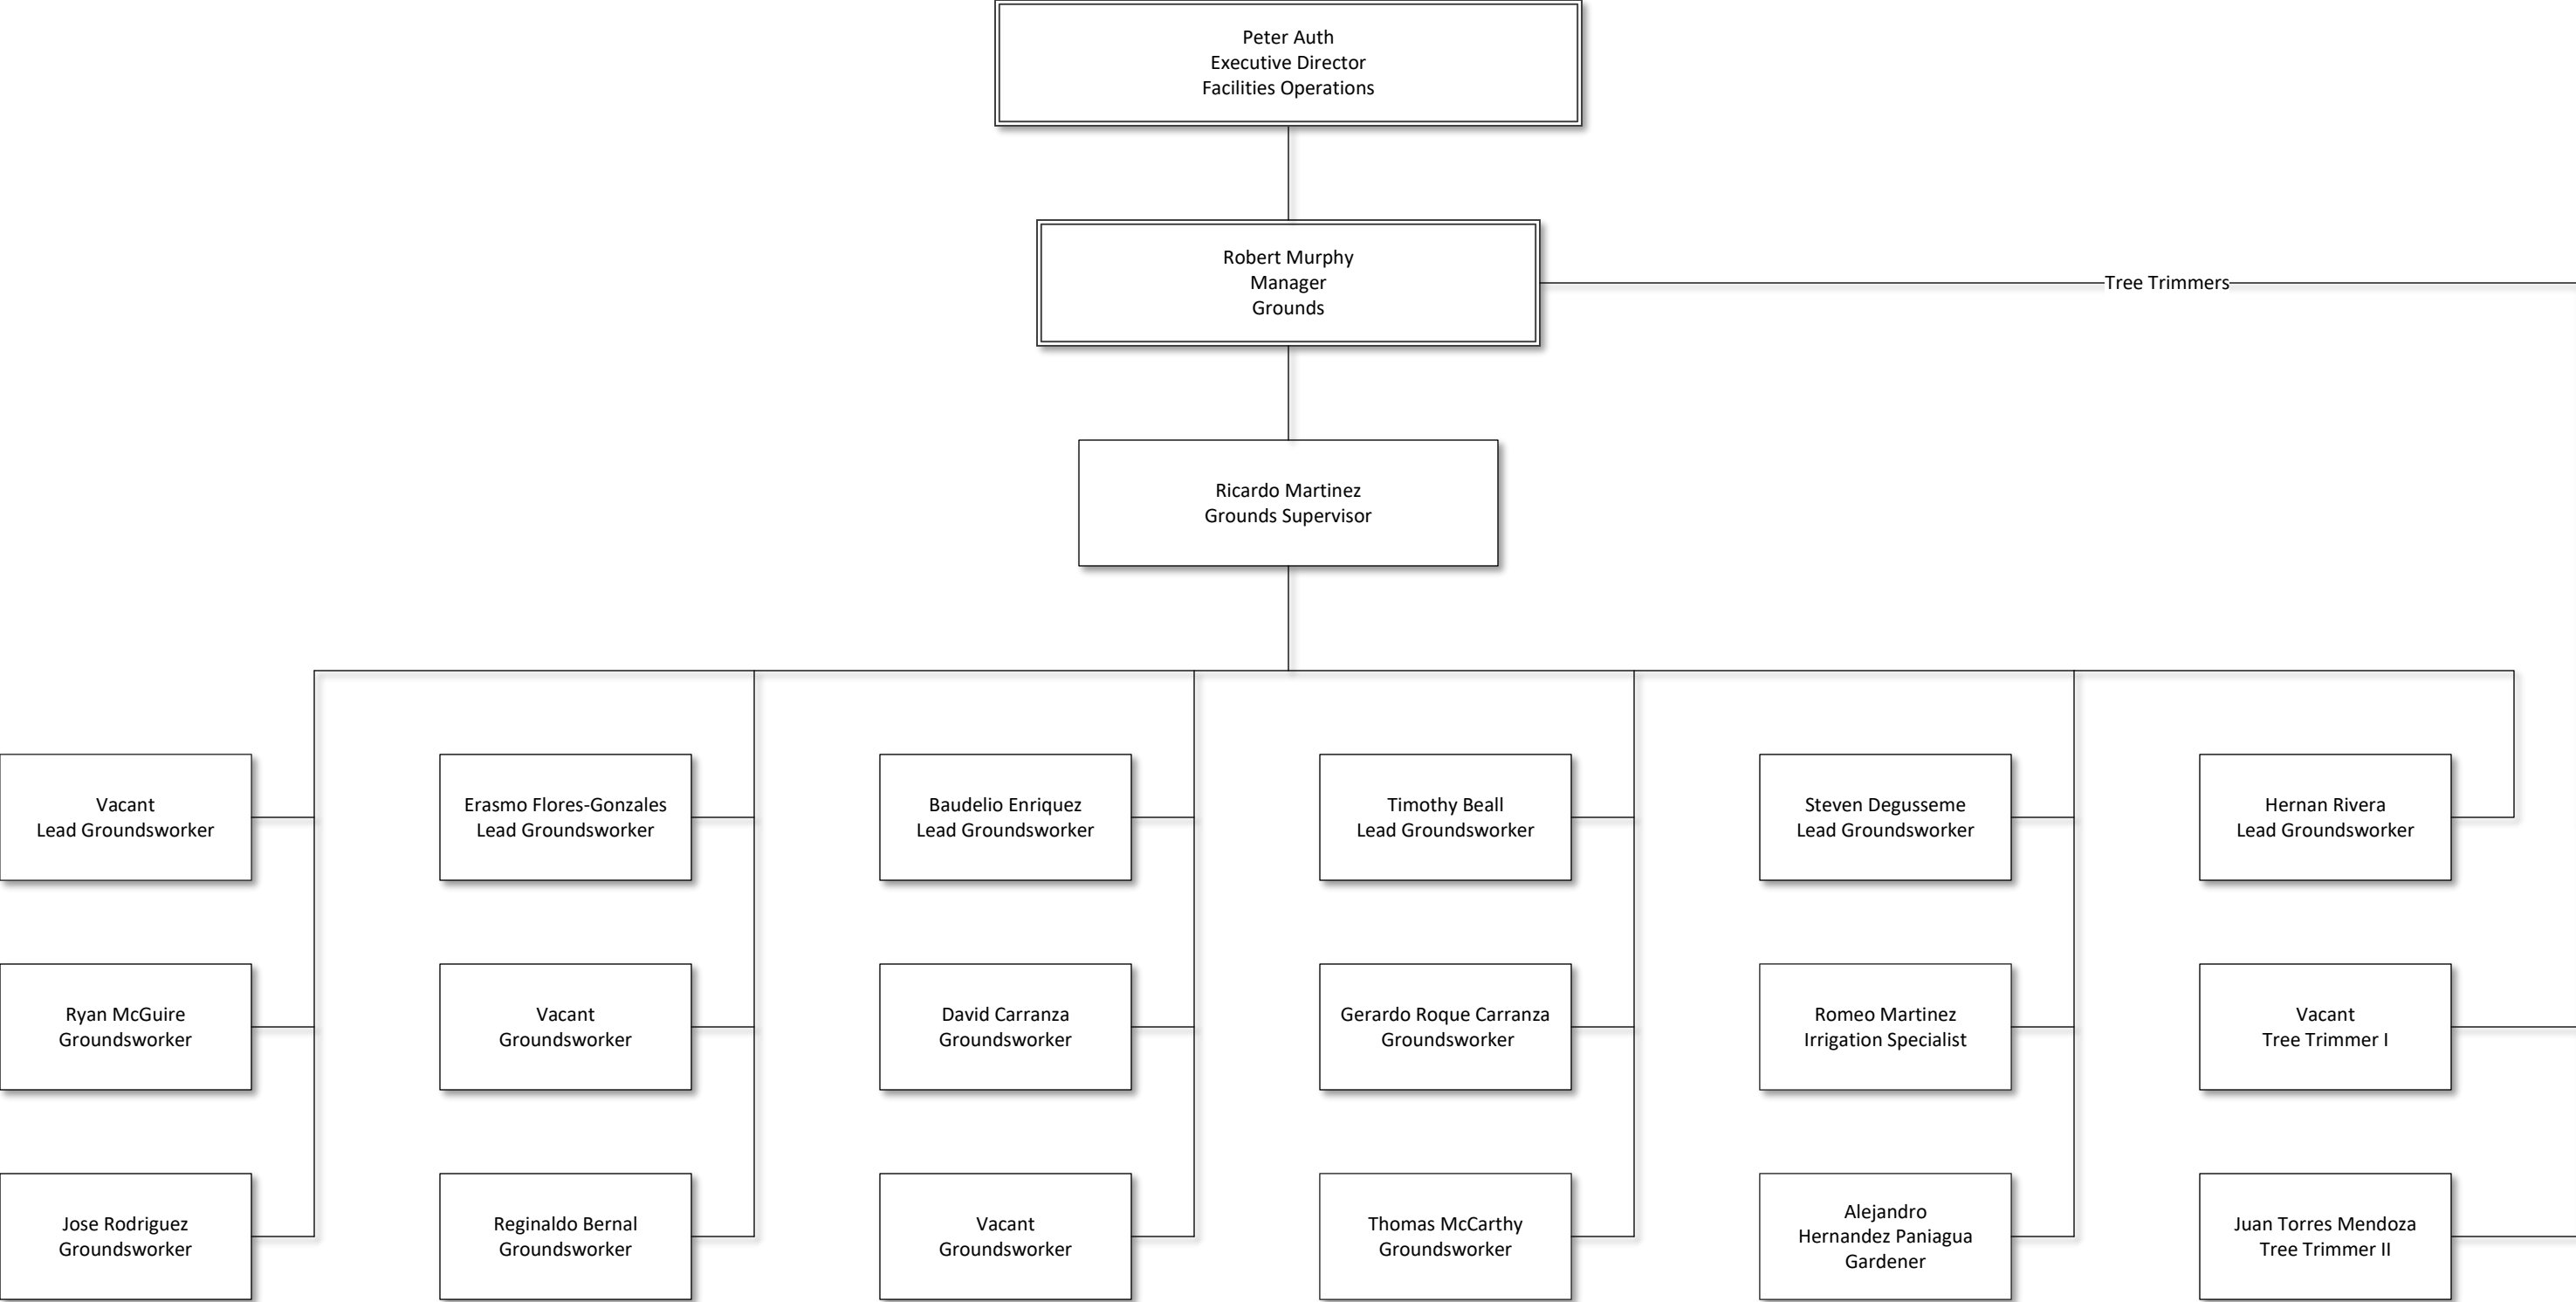 Peter Auth
Executive Director
Facilities Operations
Robert Murphy
Manager
Grounds
Tree Trimmers
Ricardo Martinez
Grounds Supervisor
Vacant
Lead Groundsworker
Erasmo Flores-Gonzales
Lead Groundsworker
Baudelio Enriquez
Lead Groundsworker
Timothy Beall
Lead Groundsworker
Steven Degusseme
Lead Groundsworker
Hernan Rivera
Lead Groundsworker
Ryan McGuire
Groundsworker
Vacant
Groundsworker
David Carranza
Groundsworker
Gerardo Roque Carranza
Groundsworker
Romeo Martinez
Irrigation Specialist
Vacant
Tree Trimmer I
Jose Rodriguez
Groundsworker
Reginaldo Bernal
Groundsworker
Vacant
Groundsworker
Thomas McCarthy
Groundsworker
Alejandro
Hernandez Paniagua
Gardener
Juan Torres Mendoza
Tree Trimmer II